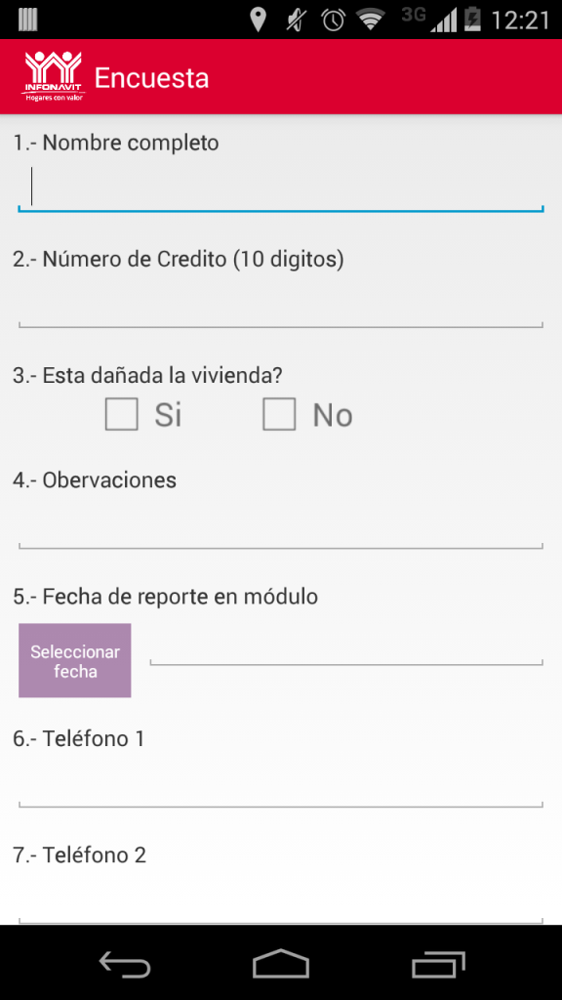 3G 12:21
INFONAVIT
Hogares con valor
Encuesta
1.- Nombre completo
2.- Número de Credito (10 digitos)
3.- Esta dañada la vivienda?
Si No
4.- Obervaciones
5.- Fecha de reporte en módulo
Seleccionar
fecha
6.- Teléfono 1
7.- Teléfono 2